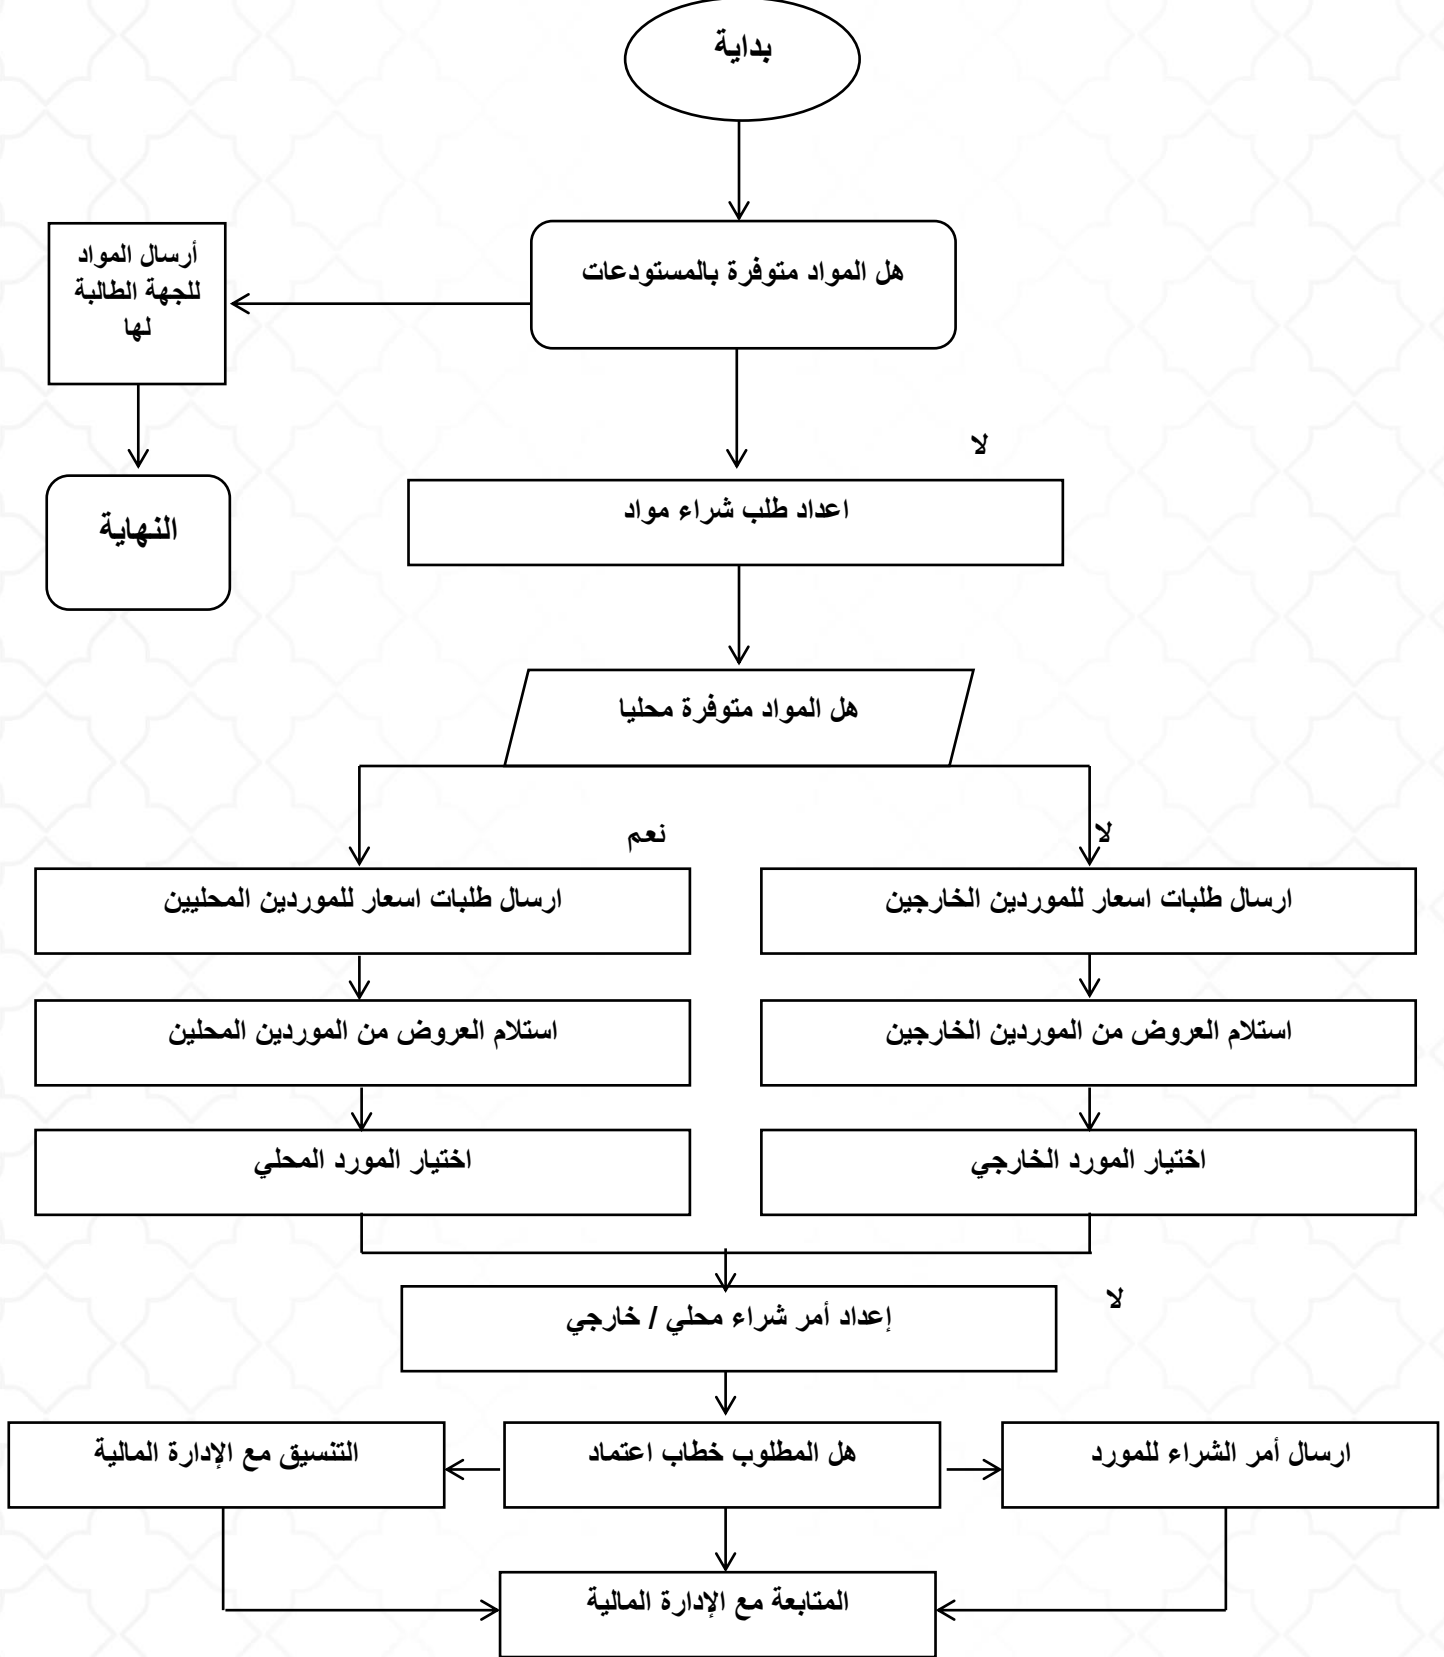 بداية
هل المواد متوفرة بالمستودعات
أرسال المواد
للجهة الطالبة
لها
لا
النهاية
اعداد طلب شراء مواد
هل المواد متوفرة محليا
لا
نعم
ارسال طلبات اسعار للموردين الخارجين
ارسال طلبات اسعار للموردين المحليين
استلام العروض من الموردين الخارجين
استلام العروض من الموردين المحلين
اختيار المورد الخارجي
اختيار المورد المحلي
لا
إعداد أمر شراء محلي / خارجي
ارسال أمر الشراء للمورد
هل المطلوب خطاب اعتماد
التنسيق مع الإدارة المالية
المتابعة مع الإدارة المالية